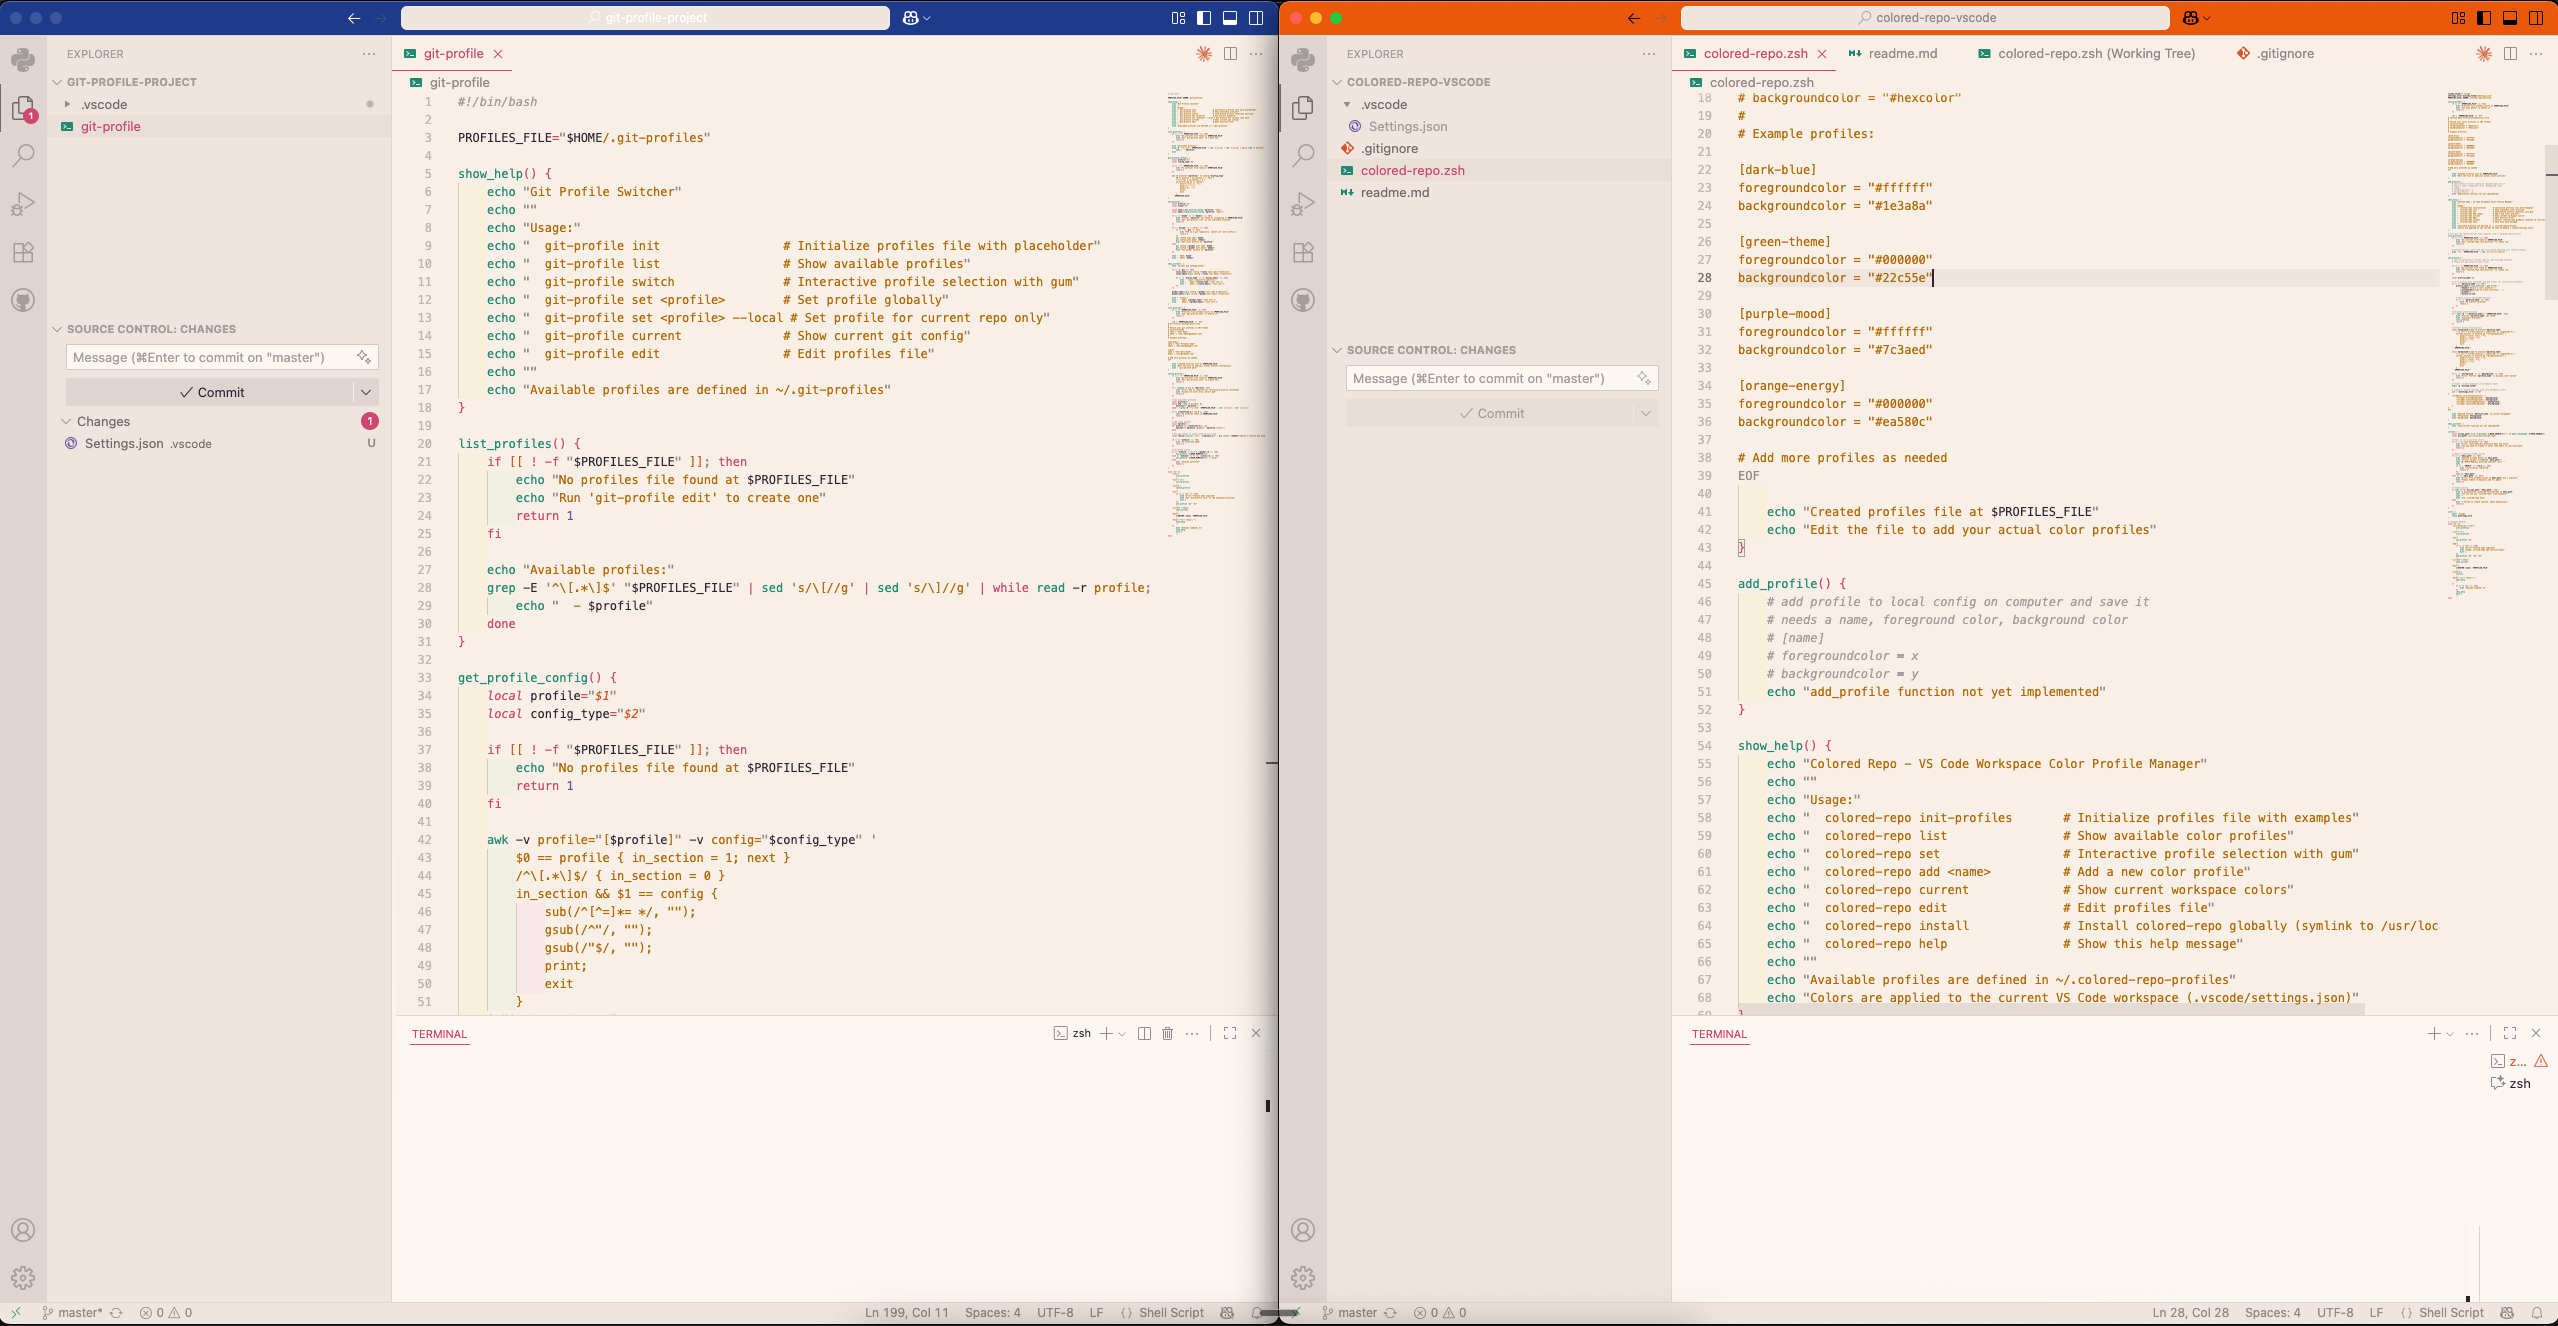 git-profile-project
EXPLORER
GIT-PROFILE-PROJECT
.vscode
git-profile
1
SOURCE CONTROL: CHANGES
Message (⌘Enter to commit on "master")
Commit
Changes
1
Settings.json .vscode U
git-profile
git-profile
1 #!/bin/bash
2
3 PROFILES_FILE="$HOME/.git-profiles"
4
5 show_help() {
6 echo "Git Profile Switcher"
7 echo ""
8 echo "Usage:"
9 echo "  git-profile init                 # Initialize profiles file with placeholder"
10 echo "  git-profile list                 # Show available profiles"
11 echo "  git-profile switch               # Interactive profile selection with gum"
12 echo "  git-profile set <profile>        # Set profile globally"
13 echo "  git-profile set <profile> --local # Set profile for current repo only"
14 echo "  git-profile current              # Show current git config"
15 echo "  git-profile edit                 # Edit profiles file"
16 echo ""
17 echo "Available profiles are defined in ~/.git-profiles"
18 }
19
20 list_profiles() {
21 if [[ ! -f "$PROFILES_FILE" ]]; then
22 echo "No profiles file found at $PROFILES_FILE"
23 echo "Run 'git-profile edit' to create one"
24 return 1
25 fi
26
27 echo "Available profiles:"
28 grep -E '^\[.*\]$' "$PROFILES_FILE" | sed 's/\[//g' | sed 's/\]//g' | while read -r profile;
29 echo "  - $profile"
30 done
31 }
32
33 get_profile_config() {
34 local profile="$1"
35 local config_type="$2"
36
37 if [[ ! -f "$PROFILES_FILE" ]]; then
38 echo "No profiles file found at $PROFILES_FILE"
39 return 1
40 fi
41
42 awk -v profile="[$profile]" -v config="$config_type" '
43 $0 == profile { in_section = 1; next }
44 /^\[.*\]$/ { in_section = 0 }
45 in_section && $1 == config {
46 sub(/^[^=]*= */, "");
47 gsub(/^"/, "");
48 gsub(/"$/, "");
49 print;
50 exit
51 }
TERMINAL
zsh
master* 0 0
Ln 199, Col 11 Spaces: 4 UTF-8 LF { } Shell Script
colored-repo-vscode
EXPLORER
COLORED-REPO-VSCODE
.vscode
Settings.json
.gitignore
colored-repo.zsh
readme.md
SOURCE CONTROL: CHANGES
Message (⌘Enter to commit on "master")
Commit
colored-repo.zsh readme.md colored-repo.zsh (Working Tree) .gitignore
colored-repo.zsh
18 # backgroundcolor = "#hexcolor"
19 #
20 # Example profiles:
21
22 [dark-blue]
23 foregroundcolor = "#ffffff"
24 backgroundcolor = "#1e3a8a"
25
26 [green-theme]
27 foregroundcolor = "#000000"
28 backgroundcolor = "#22c55e"
29
30 [purple-mood]
31 foregroundcolor = "#ffffff"
32 backgroundcolor = "#7c3aed"
33
34 [orange-energy]
35 foregroundcolor = "#000000"
36 backgroundcolor = "#ea580c"
37
38 # Add more profiles as needed
39 EOF
40
41 echo "Created profiles file at $PROFILES_FILE"
42 echo "Edit the file to add your actual color profiles"
43 }
44
45 add_profile() {
46 # add profile to local config on computer and save it
47 # needs a name, foreground color, background color
48 # [name]
49 # foregroundcolor = x
50 # backgroundcolor = y
51 echo "add_profile function not yet implemented"
52 }
53
54 show_help() {
55 echo "Colored Repo - VS Code Workspace Color Profile Manager"
56 echo ""
57 echo "Usage:"
58 echo "  colored-repo init-profiles       # Initialize profiles file with examples"
59 echo "  colored-repo list                # Show available color profiles"
60 echo "  colored-repo set                 # Interactive profile selection with gum"
61 echo "  colored-repo add <name>          # Add a new color profile"
62 echo "  colored-repo current             # Show current workspace colors"
63 echo "  colored-repo edit                # Edit profiles file"
64 echo "  colored-repo install             # Install colored-repo globally (symlink to /usr/loc
65 echo "  colored-repo help                # Show this help message"
66 echo ""
67 echo "Available profiles are defined in ~/.colored-repo-profiles"
68 echo "Colors are applied to the current VS Code workspace (.vscode/settings.json)"
69 }
TERMINAL
z...
zsh
master 0 0
Ln 28, Col 28 Spaces: 4 UTF-8 LF { } Shell Script